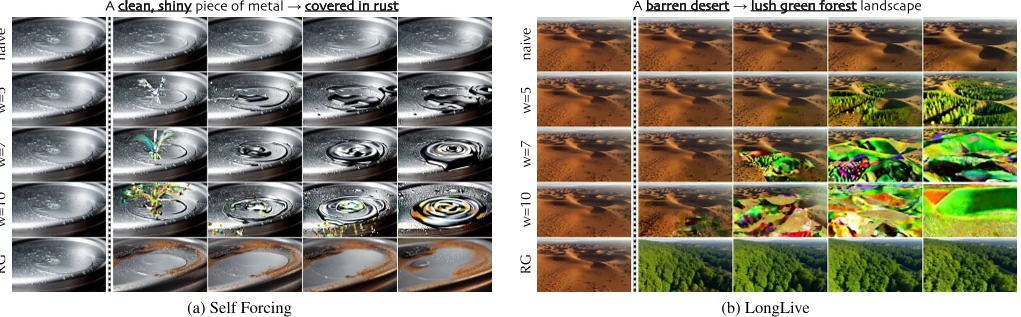 A clean, shiny piece of metal → covered in rust
A barren desert → lush green forest landscape
naive
w=5
w=7
w=10
RG
naive
w=5
w=7
w=10
RG
(a) Self Forcing
(b) LongLive